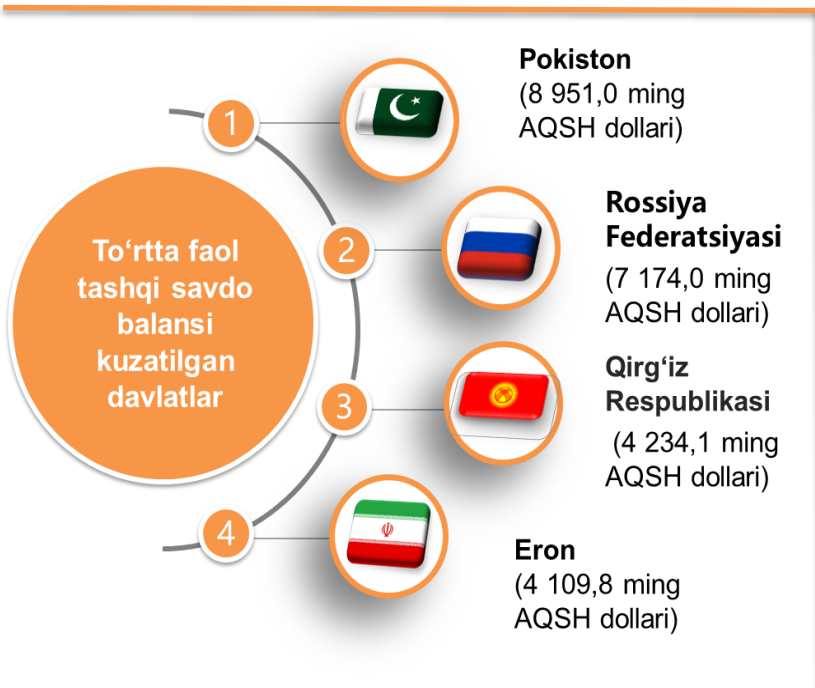 To‘rtta faol
tashqi savdo
balansi
kuzatilgan
davlatlar
1
Pokiston
(8 951,0 ming
AQSH dollari)
2
Rossiya
Federatsiyasi
(7 174,0 ming
AQSH dollari)
3
Qirg‘iz
Respublikasi
(4 234,1 ming
AQSH dollari)
4
Eron
(4 109,8 ming
AQSH dollari)